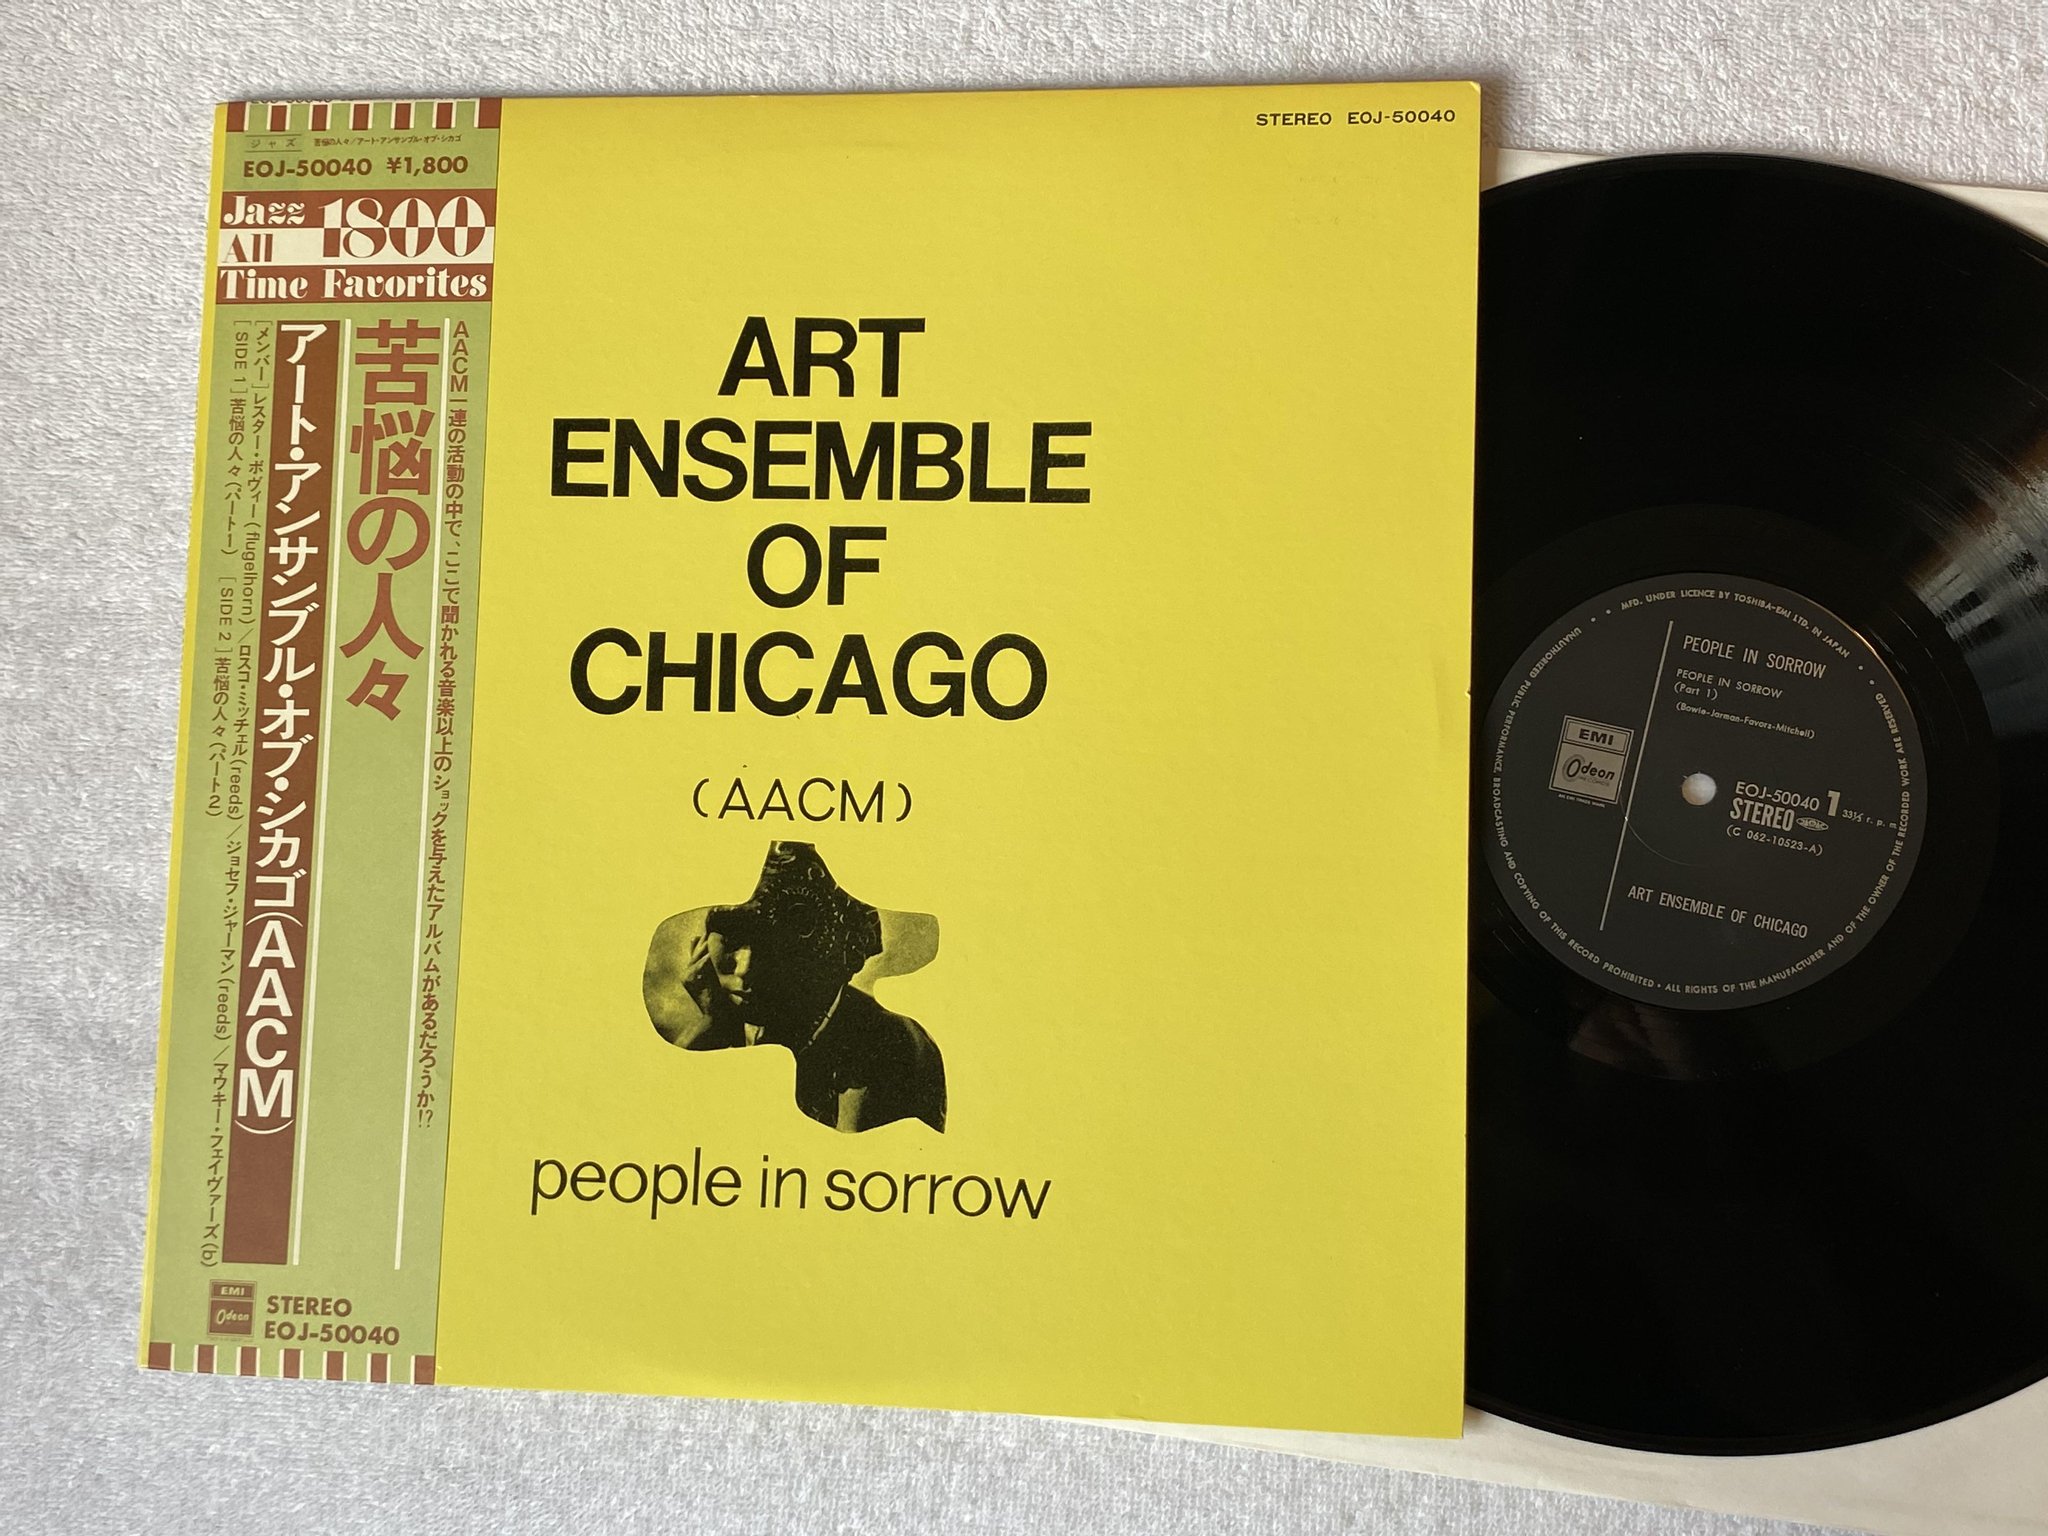 ジャズ
苦悩の人々/アート・アンサンブル・オブ・シカゴ
EOJ-50040 ¥1,800
Jazz 1800
All
Time Favorites
AACM一連の活動の中で、ここで聞かれる音楽以上のショックを与えたアルバムがあるだろうか!?
苦悩の人々
アート・アンサンブル・オブ・シカゴ(AACM)
[メンバー]レスター・ボウィー(flugelhorn)/ロスコ・ミッチェル(reeds)/ジョセフ・ジャーマン(reeds)/マウキー・フェイヴァーズ(b)
[SIDE 1]苦悩の人々(パート1) [SIDE 2]苦悩の人々(パート2)
EMI
Odeon
STEREO
EOJ-50040
STEREO EOJ-50040
ART
ENSEMBLE
OF
CHICAGO
(AACM)
people in sorrow
MFD. UNDER LICENCE BY TOSHIBA-EMI LTD. IN JAPAN
UNAUTHORIZED PUBLIC PERFORMANCE, BROADCASTING AND COPYING OF THIS RECORD PROHIBITED • ALL RIGHTS OF THE MANUFACTURER AND OF THE OWNER OF THE RECORDED WORK ARE RESERVED
PEOPLE IN SORROW
PEOPLE IN SORROW
(Part 1)
(Bowie-Jarman-Favors-Mitchell)
EMI
Odeon
EOJ-50040 1
STEREO 33⅓ r.p.m
(C 062-10523-A)
ART ENSEMBLE OF CHICAGO